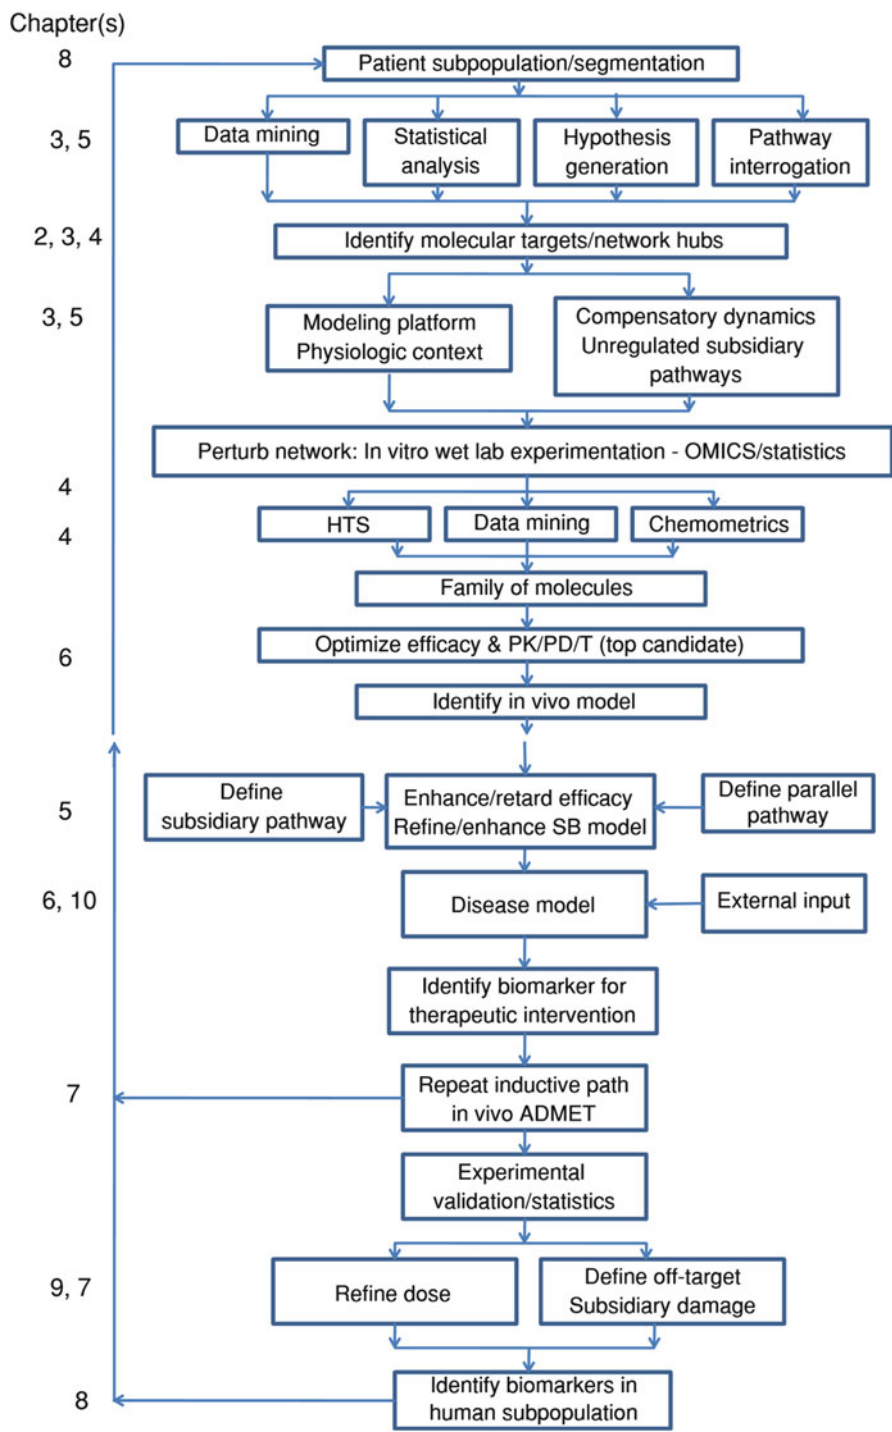 Chapter(s)
8
Patient subpopulation/segmentation
3, 5
Data mining
Statistical
analysis
Hypothesis
generation
Pathway
interrogation
2, 3, 4
Identify molecular targets/network hubs
3, 5
Modeling platform
Physiologic context
Compensatory dynamics
Unregulated subsidiary
pathways
Perturb network: In vitro wet lab experimentation - OMICS/statistics
4
4
HTS
Data mining
Chemometrics
Family of molecules
6
Optimize efficacy & PK/PD/T (top candidate)
Identify in vivo model
5
Define
subsidiary pathway
Enhance/retard efficacy
Refine/enhance SB model
Define parallel
pathway
6, 10
Disease model
External input
Identify biomarker for
therapeutic intervention
7
Repeat inductive path
in vivo ADMET
Experimental
validation/statistics
9, 7
Refine dose
Define off-target
Subsidiary damage
8
Identify biomarkers in
human subpopulation